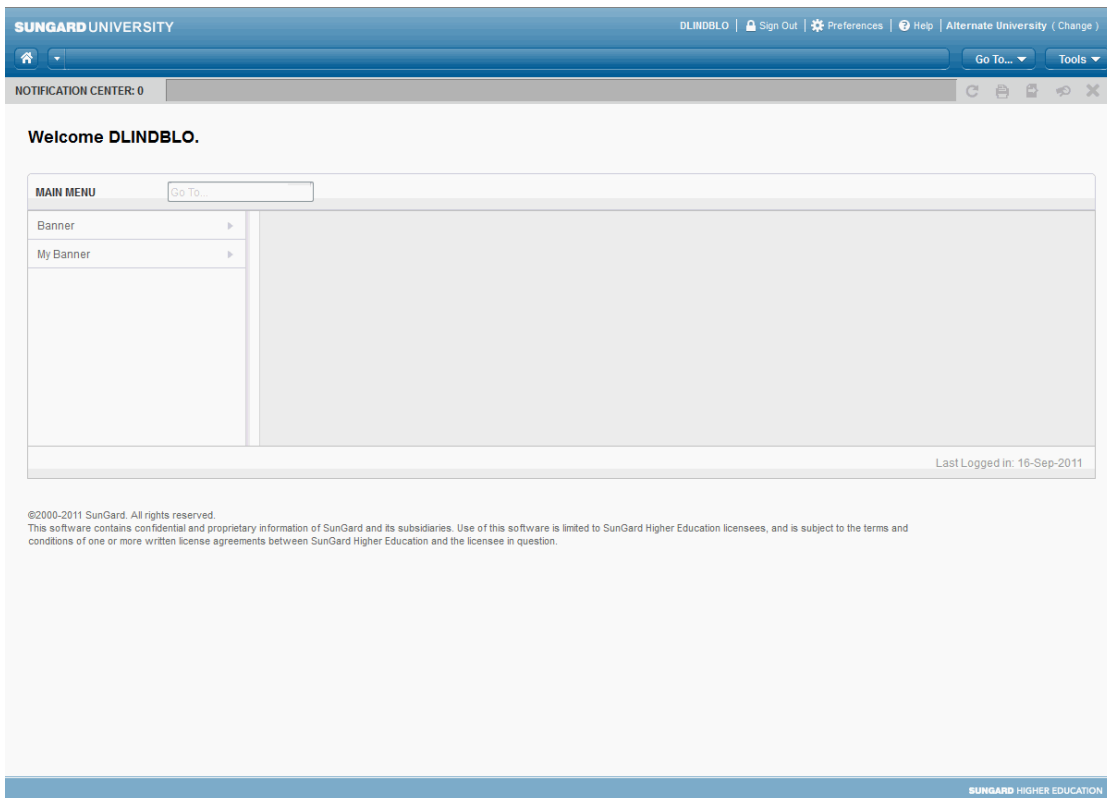 SUNGARD UNIVERSITY
DLINDBLO | Sign Out | Preferences | Help | Alternate University ( Change )
Go To... Tools
NOTIFICATION CENTER: 0
Welcome DLINDBLO.
MAIN MENU Go To...
Banner
My Banner
Last Logged in: 16-Sep-2011
©2000-2011 SunGard. All rights reserved.
This software contains confidential and proprietary information of SunGard and its subsidiaries. Use of this software is limited to SunGard Higher Education licensees, and is subject to the terms and
conditions of one or more written license agreements between SunGard Higher Education and the licensee in question.
SUNGARD HIGHER EDUCATION